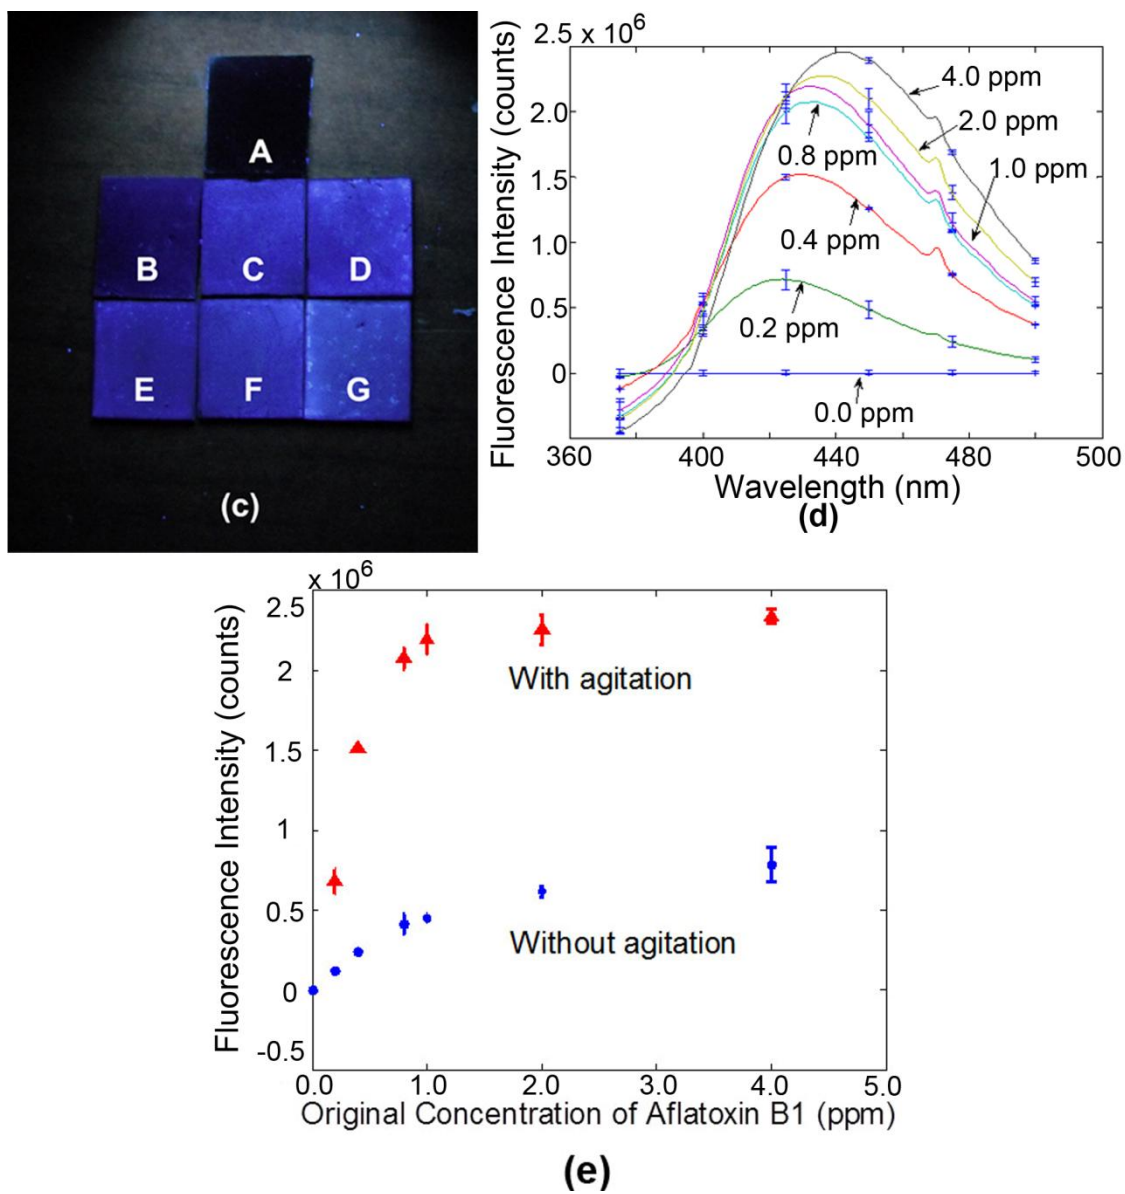 A
B
C
D
E
F
G
(c)
Fluorescence Intensity (counts)
2.5 x 10^6
2.0
1.5
1.0
0.5
0
4.0 ppm
2.0 ppm
0.8 ppm
1.0 ppm
0.4 ppm
0.2 ppm
0.0 ppm
360
400
440
480
500
Wavelength (nm)
(d)
x 10^6
Fluorescence Intensity (counts)
2.5
2
1.5
1
0.5
0
-0.5
With agitation
Without agitation
0.0
1.0
2.0
3.0
4.0
5.0
Original Concentration of Aflatoxin B1 (ppm)
(e)